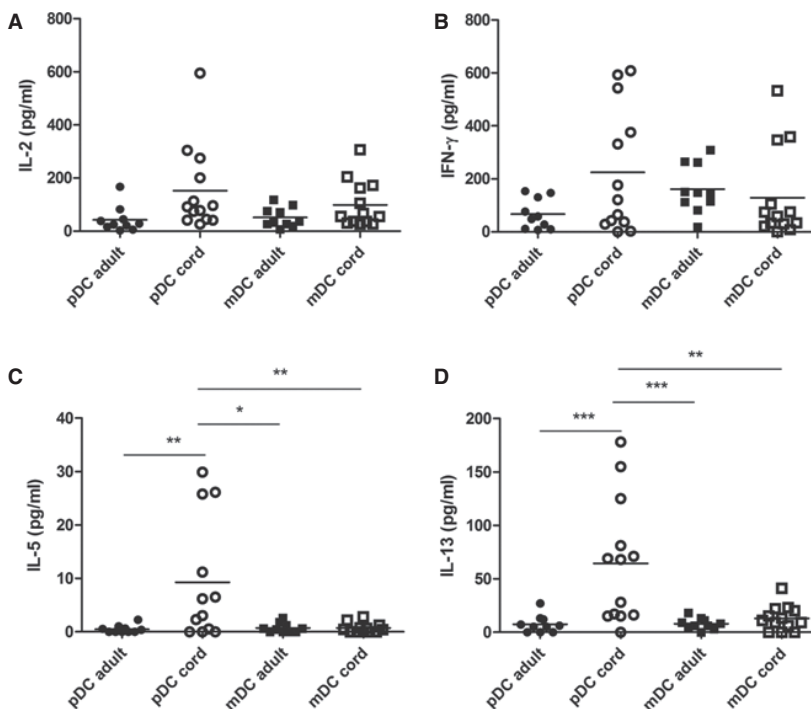 A
800
600
400
200
0
IL-2 (pg/ml)
pDC adult
pDC cord
mDC adult
mDC cord
B
800
600
400
200
0
IFN-γ (pg/ml)
pDC adult
pDC cord
mDC adult
mDC cord
C
**
*
**
40
30
20
10
0
IL-5 (pg/ml)
pDC adult
pDC cord
mDC adult
mDC cord
D
**
***
***
200
150
100
50
0
IL-13 (pg/ml)
pDC adult
pDC cord
mDC adult
mDC cord